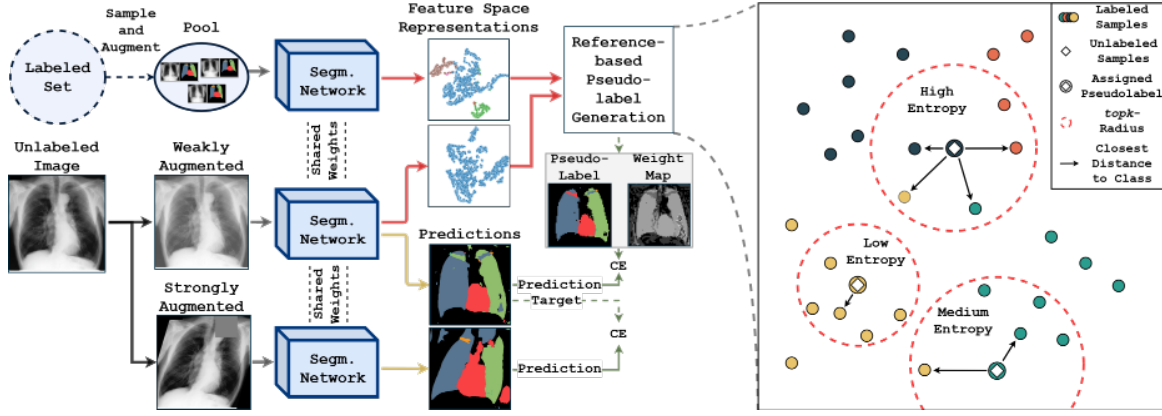 Sample
and
Augment
Labeled
Set
Pool
Segm.
Network
Feature Space
Representations
Reference-
based
Pseudo-
label
Generation
Shared
Weights
Unlabeled
Image
Weakly
Augmented
Segm.
Network
Pseudo-
Label
Weight
Map
Predictions
CE
Prediction
Target
Shared
Weights
Strongly
Augmented
Segm.
Network
CE
Prediction
High
Entropy
Low
Entropy
Medium
Entropy
Labeled
Samples
Unlabeled
Samples
Assigned
Pseudolabel
topk-
Radius
Closest
Distance
to Class